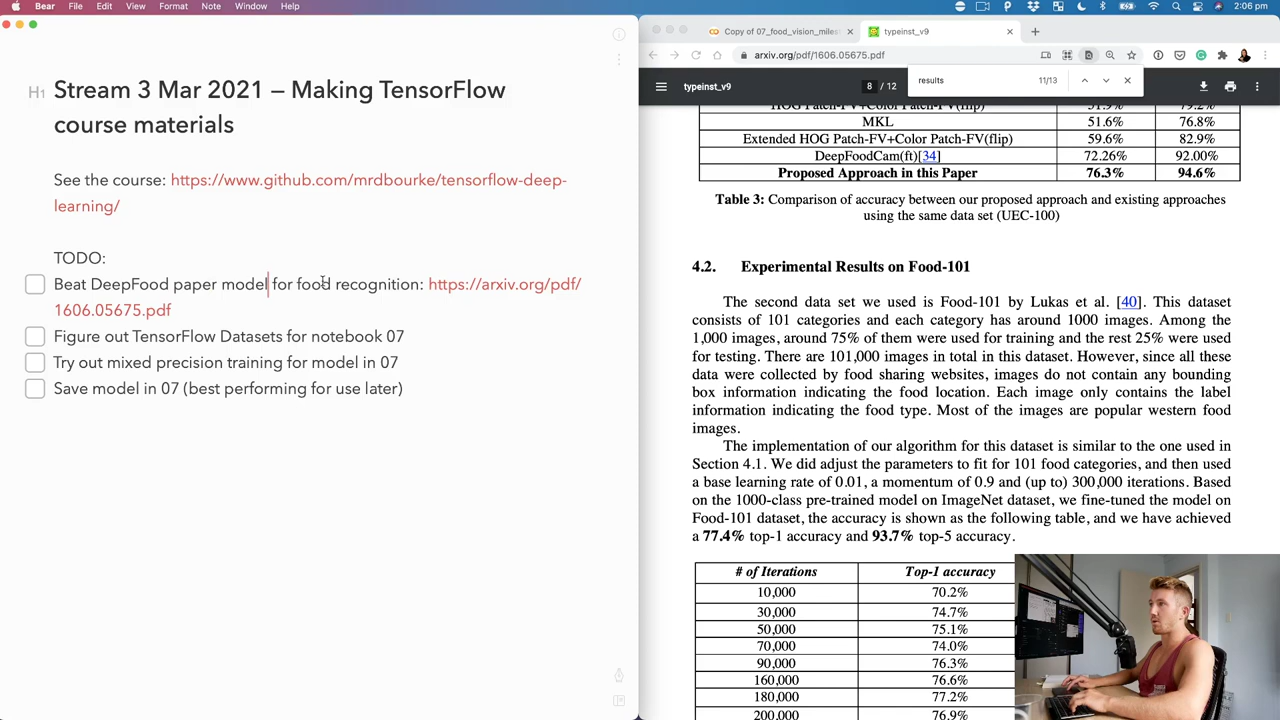 Bear File Edit View Format Note Window Help
2:06 pm
Stream 3 Mar 2021 – Making TensorFlow
course materials
H1
See the course: https://www.github.com/mrdbourke/tensorflow-deep-
learning/
TODO:
Beat DeepFood paper model for food recognition: https://arxiv.org/pdf/
1606.05675.pdf
Figure out TensorFlow Datasets for notebook 07
Try out mixed precision training for model in 07
Save model in 07 (best performing for use later)
Copy of 07_food_vision_milest
typeinst_v9
arxiv.org/pdf/1606.05675.pdf
results 11/13
typeinst_v9
8 / 12
HOG Patch-FV+Color Patch-FV(flip) 51.9% 79.2%
MKL 51.6% 76.8%
Extended HOG Patch-FV+Color Patch-FV(flip) 59.6% 82.9%
DeepFoodCam(ft)[34] 72.26% 92.00%
Proposed Approach in this Paper 76.3% 94.6%
Table 3: Comparison of accuracy between our proposed approach and existing approaches
using the same data set (UEC-100)
4.2. Experimental Results on Food-101
The second data set we used is Food-101 by Lukas et al. [40]. This dataset
consists of 101 categories and each category has around 1000 images. Among the
1,000 images, around 75% of them were used for training and the rest 25% were used
for testing. There are 101,000 images in total in this dataset. However, since all these
data were collected by food sharing websites, images do not contain any bounding
box information indicating the food location. Each image only contains the label
information indicating the food type. Most of the images are popular western food
images.
The implementation of our algorithm for this dataset is similar to the one used in
Section 4.1. We did adjust the parameters to fit for 101 food categories, and then used
a base learning rate of 0.01, a momentum of 0.9 and (up to) 300,000 iterations. Based
on the 1000-class pre-trained model on ImageNet dataset, we fine-tuned the model on
Food-101 dataset, the accuracy is shown as the following table, and we have achieved
a 77.4% top-1 accuracy and 93.7% top-5 accuracy.
# of Iterations Top-1 accuracy
10,000 70.2%
30,000 74.7%
50,000 75.1%
70,000 74.0%
90,000 76.3%
160,000 76.6%
180,000 77.2%
200,000 76.9%